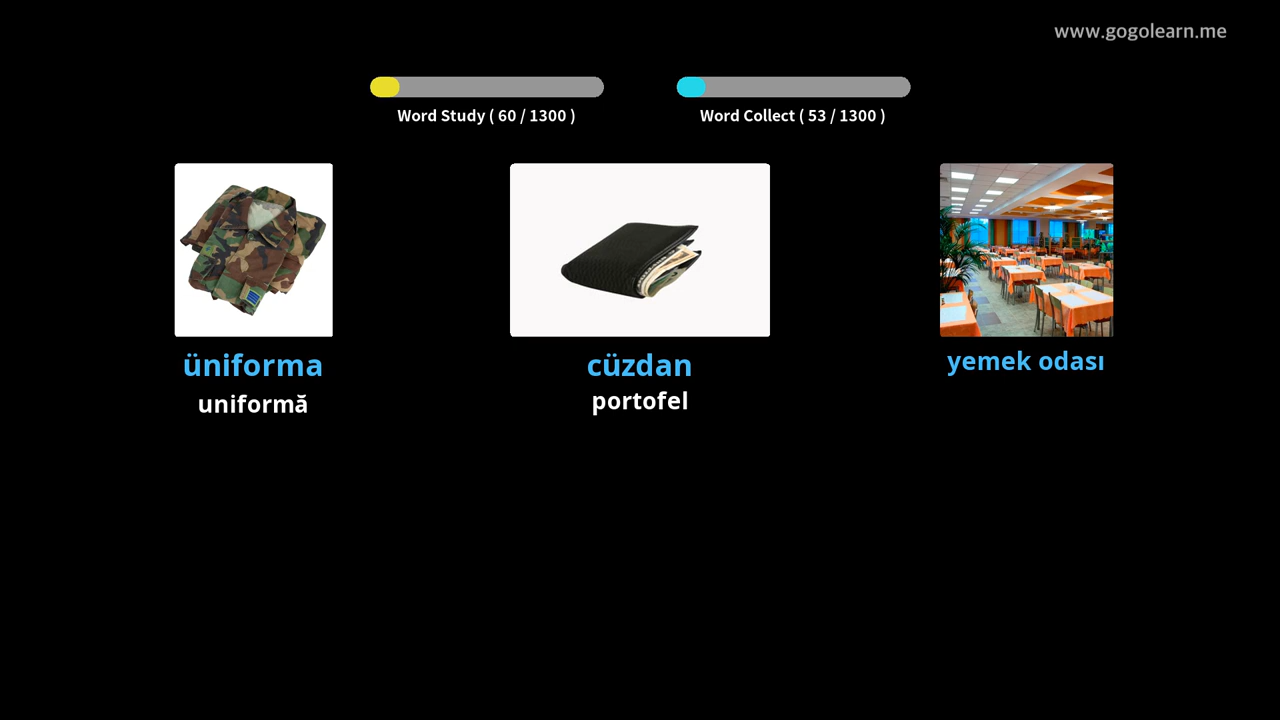 www.gogolearn.me
Word Study ( 60 / 1300 )
Word Collect ( 53 / 1300 )
üniforma
uniformă
cüzdan
portofel
yemek odası